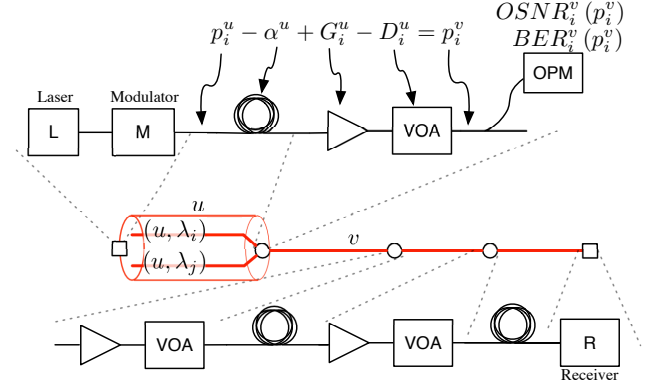 OSNR_i^v(p_i^v)
p_i^u − α^u + G_i^u − D_i^u = p_i^v
BER_i^v(p_i^v)
OPM
Laser
Modulator
L
M
VOA
u
(u, λ_i)
v
(u, λ_j)
VOA
VOA
R
Receiver